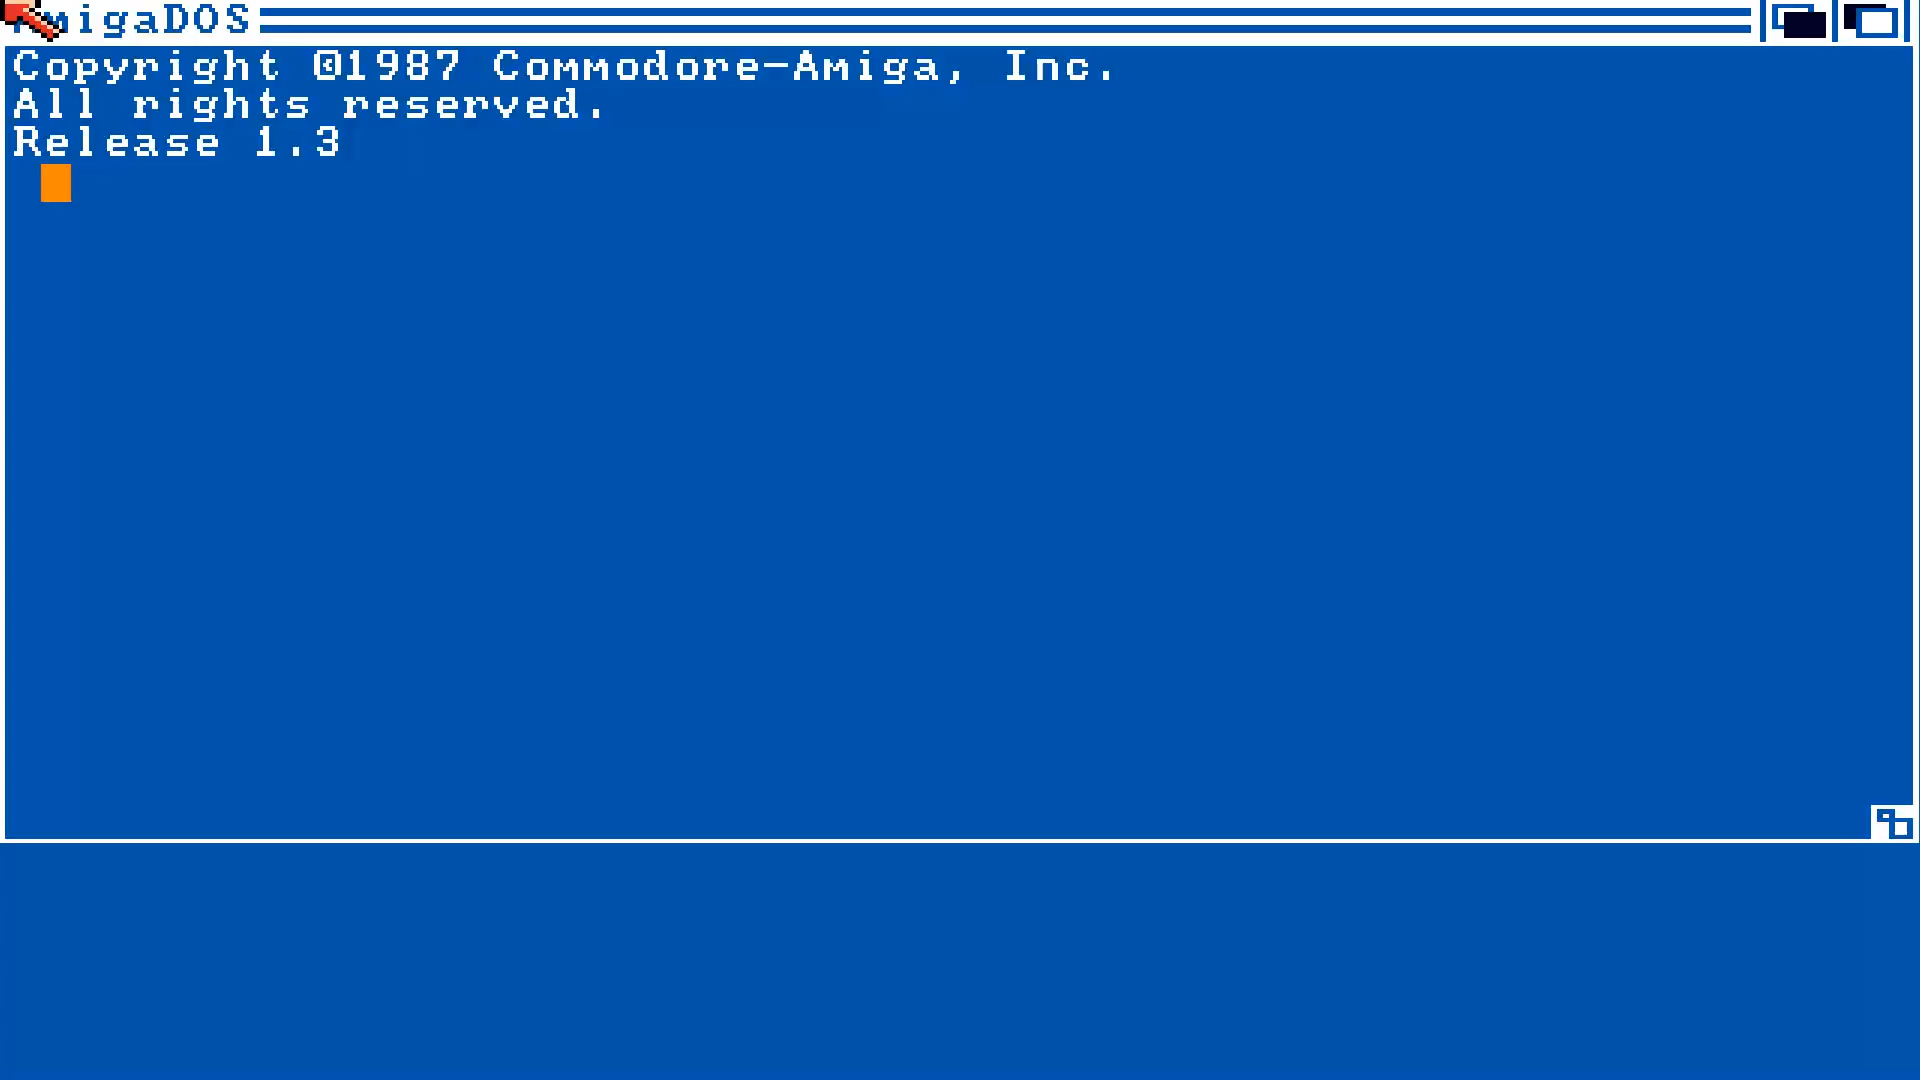 AmigaDOS
Copyright ©1987 Commodore-Amiga, Inc.
All rights reserved.
Release 1.3